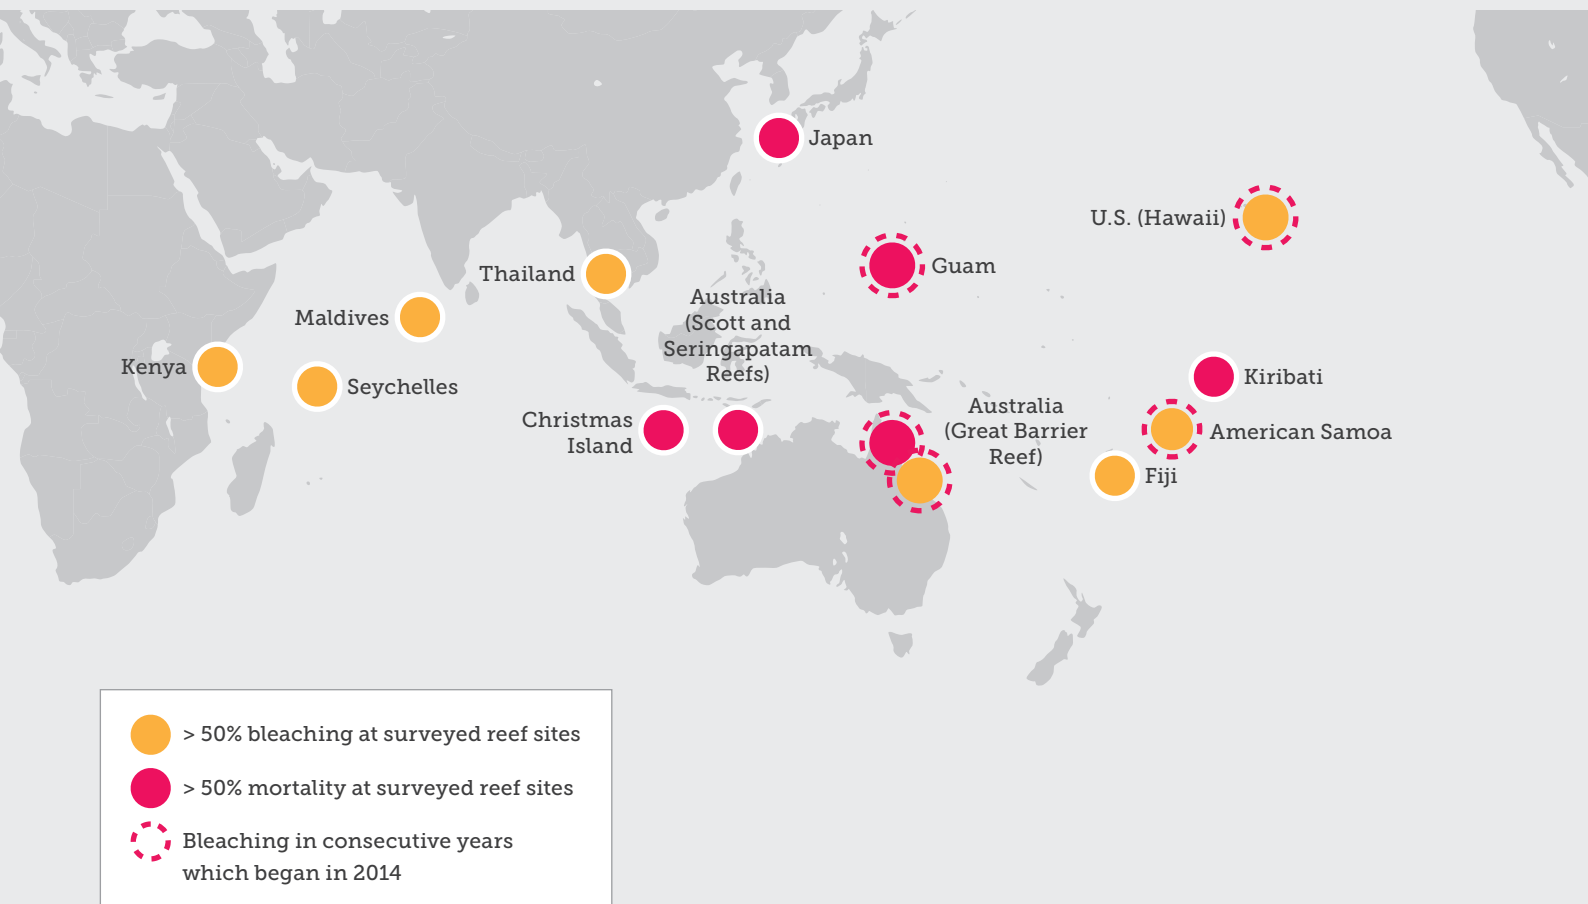 Japan
U.S. (Hawaii)
Guam
Thailand
Australia
(Scott and
Seringapatam
Reefs)
Maldives
Kenya
Seychelles
Kiribati
Christmas
Island
Australia
(Great Barrier
Reef)
American Samoa
Fiji
> 50% bleaching at surveyed reef sites
> 50% mortality at surveyed reef sites
Bleaching in consecutive years
which began in 2014